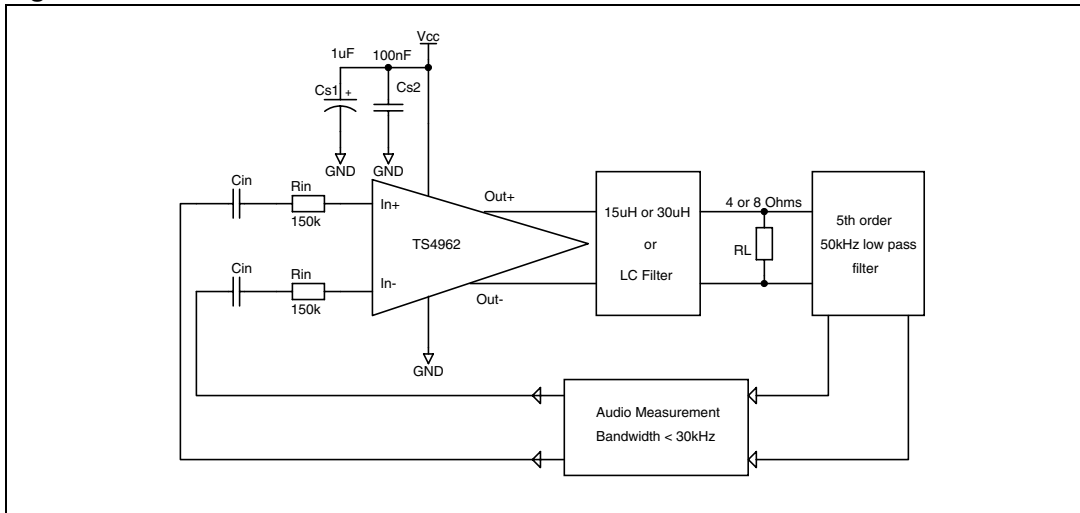 Vcc
1uF
100nF
Cs1
+
Cs2
GND
GND
Cin
Rin
150k
In+
Out+
TS4962
Cin
Rin
150k
In-
Out-
GND
15uH or 30uH
or
LC Filter
4 or 8 Ohms
RL
5th order
50kHz low pass
filter
Audio Measurement
Bandwidth < 30kHz